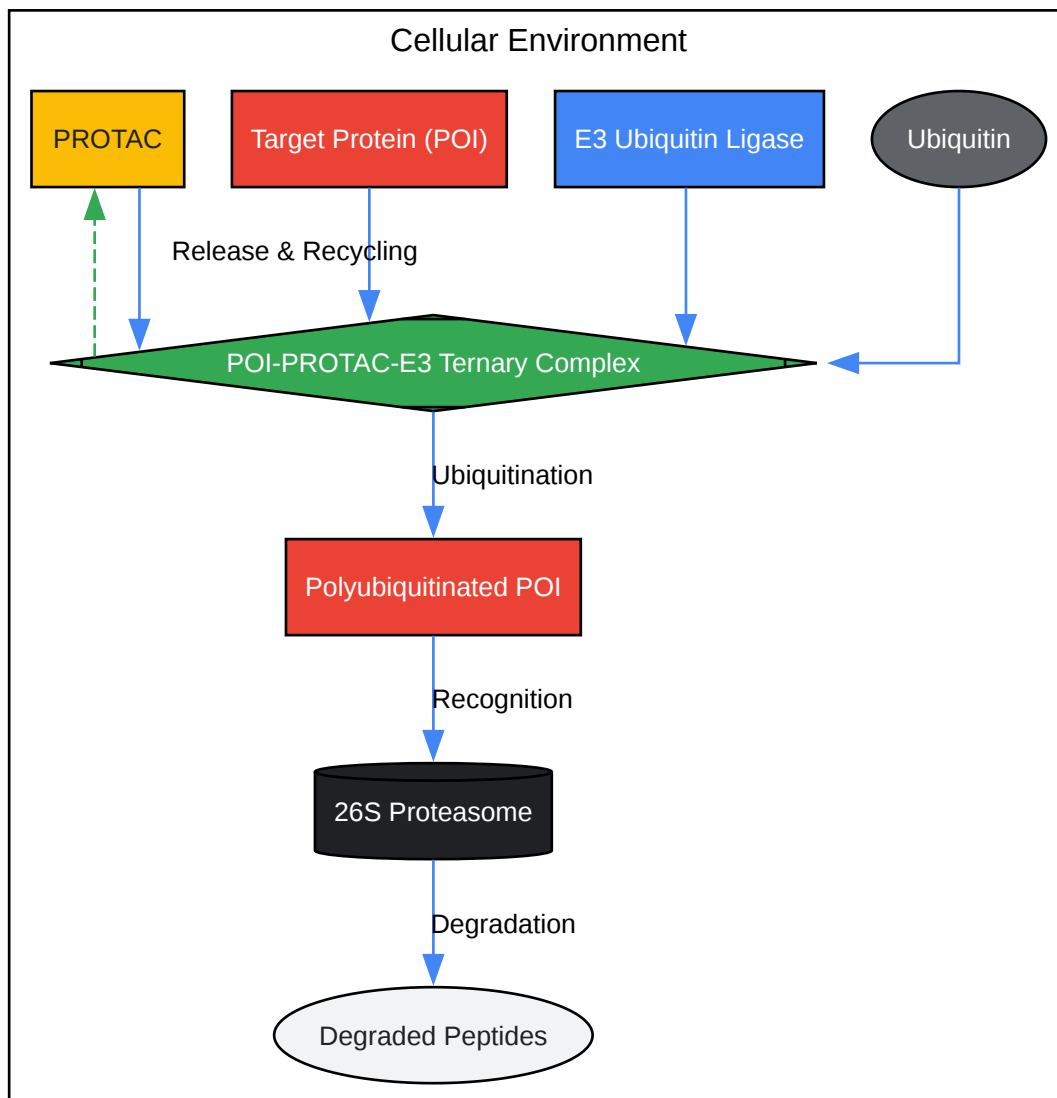 Cellular Environment
PROTAC
Target Protein (POI)
E3 Ubiquitin Ligase
Ubiquitin
Release & Recycling
POI-PROTAC-E3 Ternary Complex
Ubiquitination
Polyubiquitinated POI
Recognition
26S Proteasome
Degradation
Degraded Peptides